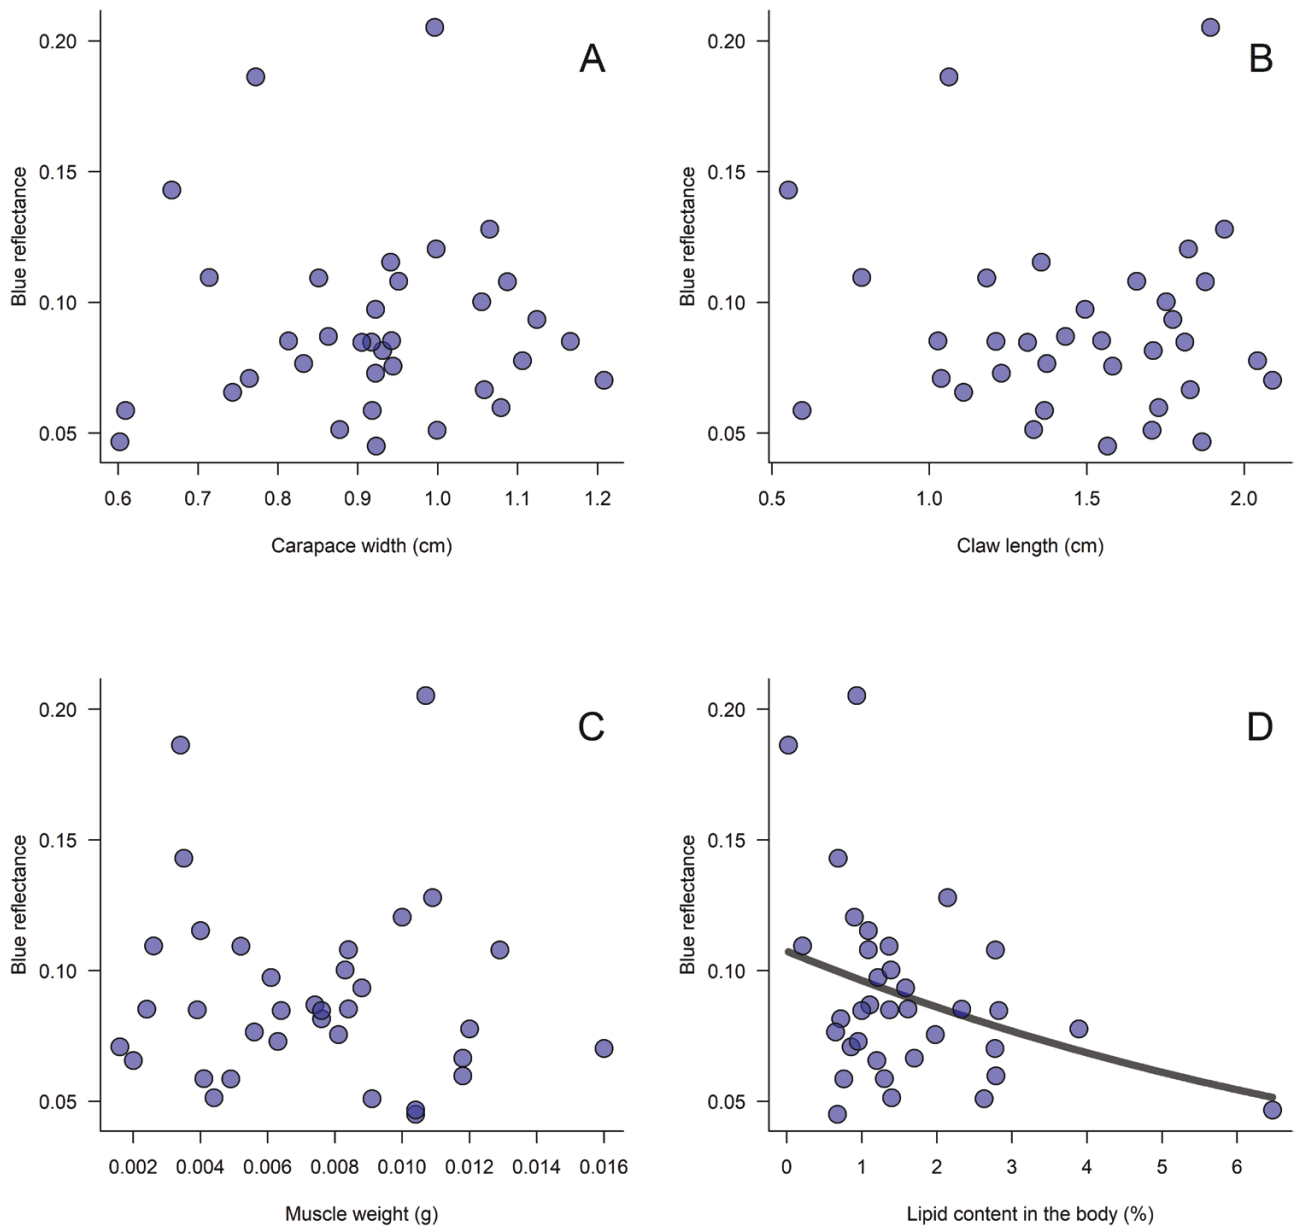 A
Blue reflectance
0.20
0.15
0.10
0.05
0.6 0.7 0.8 0.9 1.0 1.1 1.2
Carapace width (cm)
B
Blue reflectance
0.20
0.15
0.10
0.05
0.5 1.0 1.5 2.0
Claw length (cm)
C
Blue reflectance
0.20
0.15
0.10
0.05
0.002 0.004 0.006 0.008 0.010 0.012 0.014 0.016
Muscle weight (g)
D
Blue reflectance
0.20
0.15
0.10
0.05
0 1 2 3 4 5 6
Lipid content in the body (%)